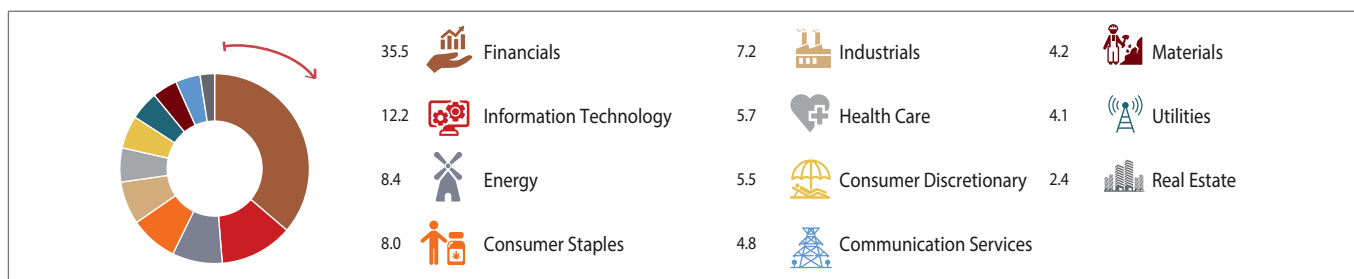 35.5 Financials
12.2 Information Technology
8.4 Energy
8.0 Consumer Staples
7.2 Industrials
5.7 Health Care
5.5 Consumer Discretionary
4.8 Communication Services
4.2 Materials
4.1 Utilities
2.4 Real Estate